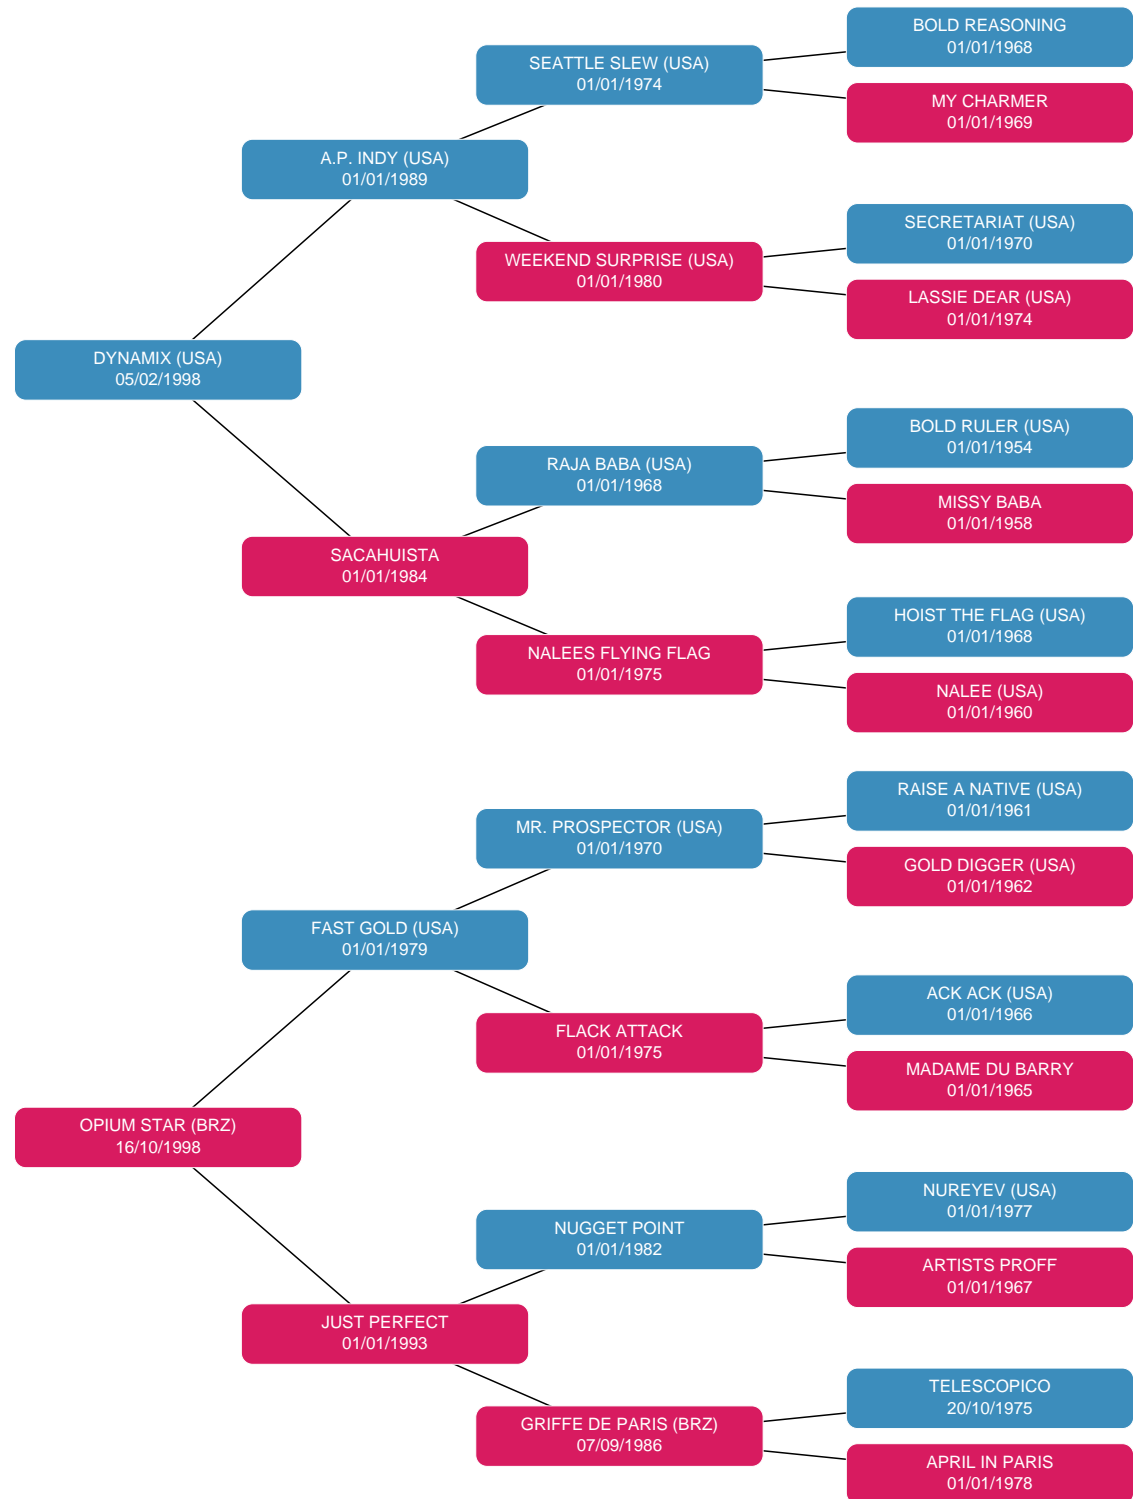 BOLD REASONING
01/01/1968
SEATTLE SLEW (USA)
01/01/1974
MY CHARMER
01/01/1969
A.P. INDY (USA)
01/01/1989
SECRETARIAT (USA)
01/01/1970
WEEKEND SURPRISE (USA)
01/01/1980
LASSIE DEAR (USA)
01/01/1974
DYNAMIX (USA)
05/02/1998
BOLD RULER (USA)
01/01/1954
RAJA BABA (USA)
01/01/1968
MISSY BABA
01/01/1958
SACAHUISTA
01/01/1984
HOIST THE FLAG (USA)
01/01/1968
NALEES FLYING FLAG
01/01/1975
NALEE (USA)
01/01/1960
RAISE A NATIVE (USA)
01/01/1961
MR. PROSPECTOR (USA)
01/01/1970
GOLD DIGGER (USA)
01/01/1962
FAST GOLD (USA)
01/01/1979
ACK ACK (USA)
01/01/1966
FLACK ATTACK
01/01/1975
MADAME DU BARRY
01/01/1965
OPIUM STAR (BRZ)
16/10/1998
NUREYEV (USA)
01/01/1977
NUGGET POINT
01/01/1982
ARTISTS PROFF
01/01/1967
JUST PERFECT
01/01/1993
TELESCOPICO
20/10/1975
GRIFFE DE PARIS (BRZ)
07/09/1986
APRIL IN PARIS
01/01/1978